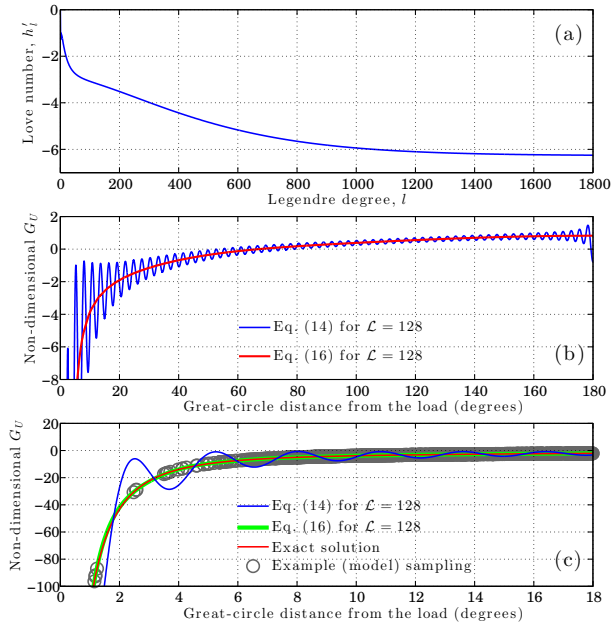 0
−2
−4
−6
Love number, h′l
(a)
0 200 400 600 800 1000 1200 1400 1600 1800
Legendre degree, l
2
0
−2
−4
−6
−8
Non-dimensional GU
Eq. (14) for L = 128
Eq. (16) for L = 128
(b)
0 20 40 60 80 100 120 140 160 180
Great-circle distance from the load (degrees)
20
0
−20
−40
−60
−80
−100
Non-dimensional GU
Eq. (14) for L = 128
Eq. (16) for L = 128
Exact solution
Example (model) sampling
(c)
0 2 4 6 8 10 12 14 16 18
Great-circle distance from the load (degrees)